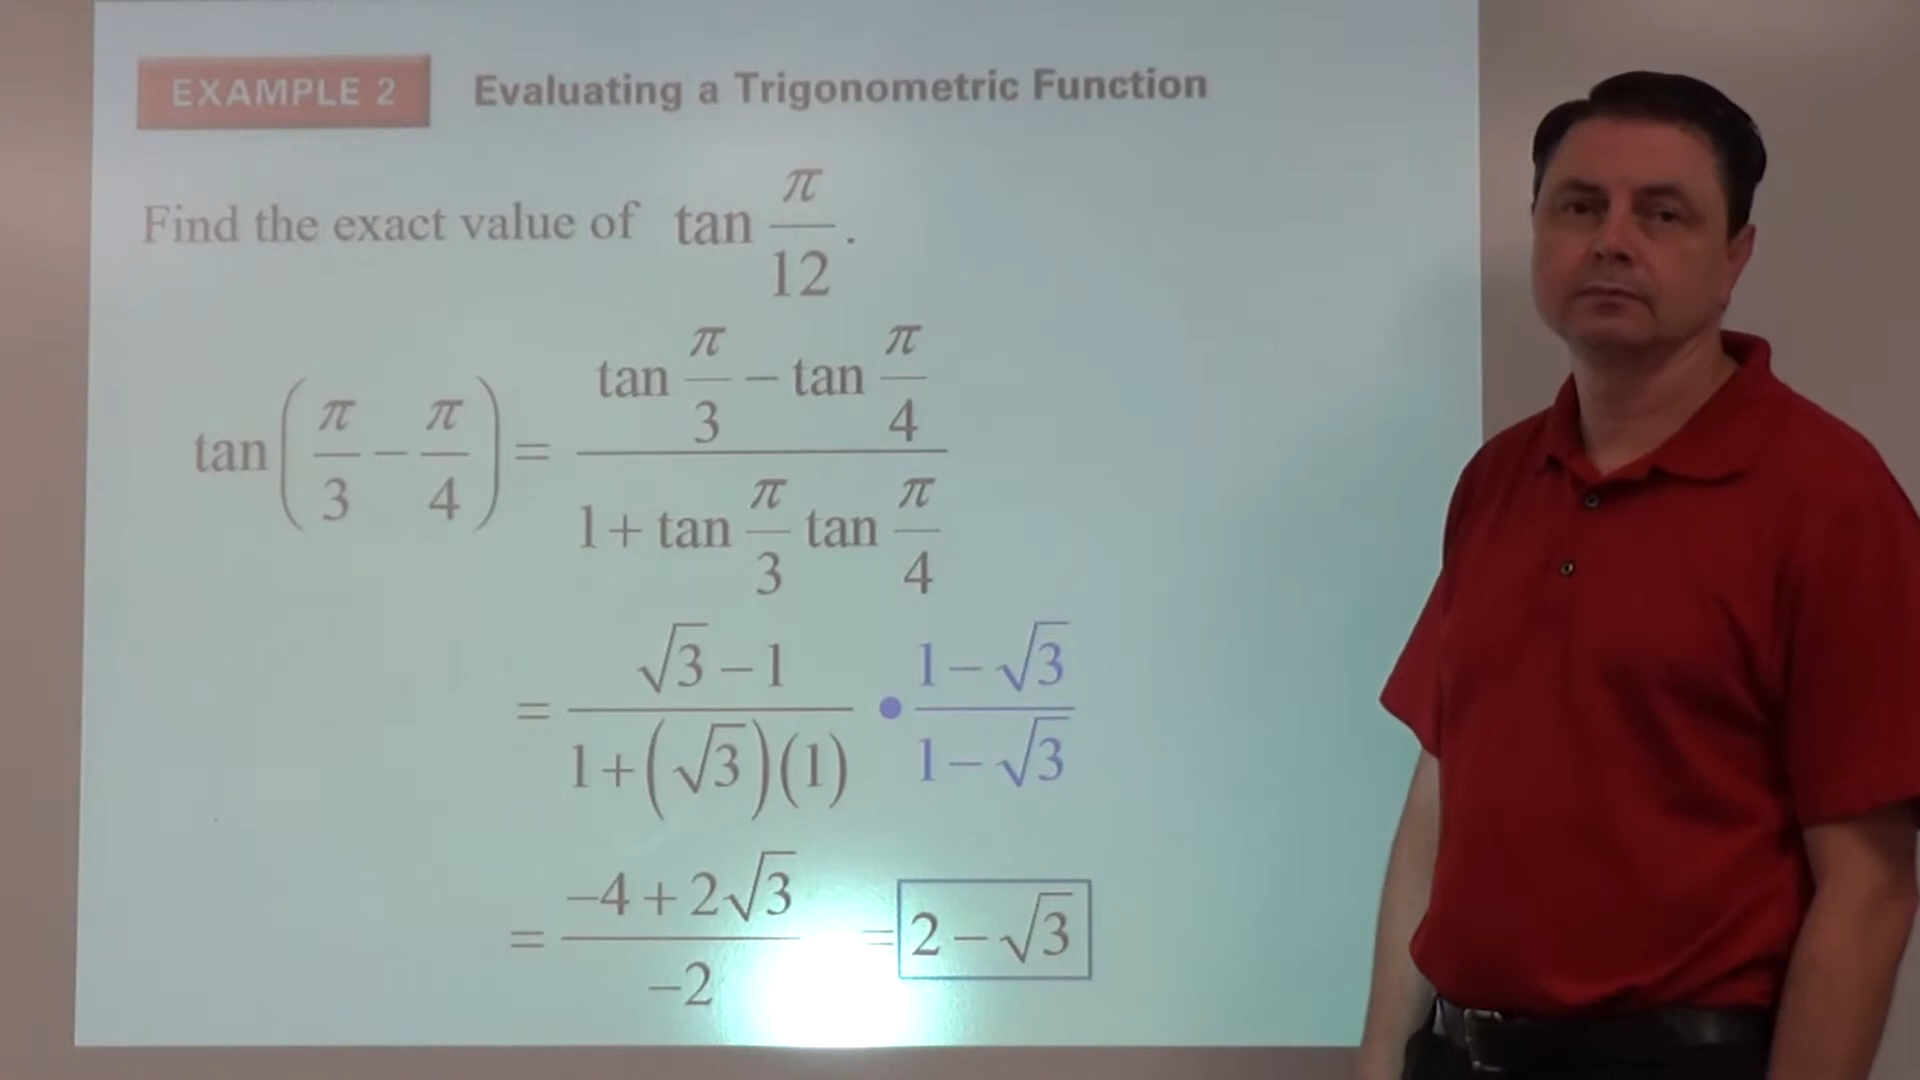 EXAMPLE 2 Evaluating a Trigonometric Function
Find the exact value of tan π/12.
tan(π/3 − π/4) = (tan π/3 − tan π/4)/(1 + tan π/3 tan π/4)
= (√3 − 1)/(1 + (√3)(1)) • (1 − √3)/(1 − √3)
= (−4 + 2√3)/(−2) = 2 − √3